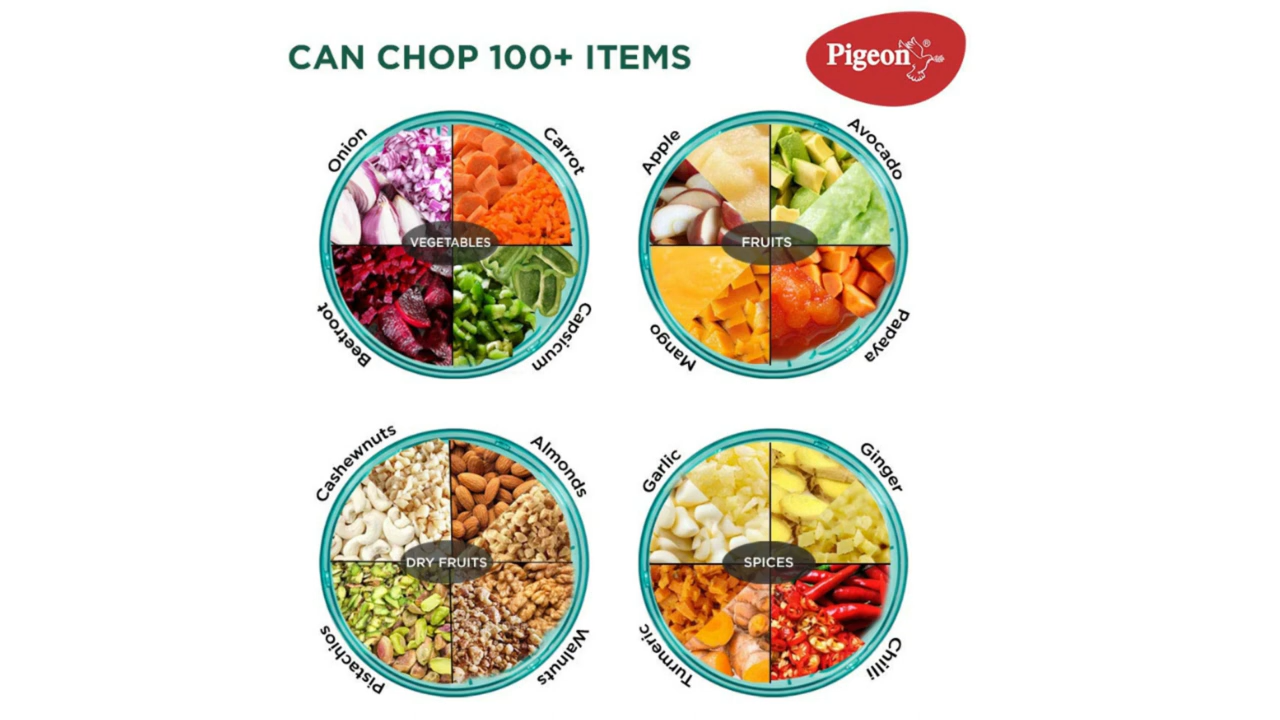 CAN CHOP 100+ ITEMS
Pigeon®
Onion
Carrot
VEGETABLES
Beetroot
Capsicum
Apple
Avocado
FRUITS
Mango
Papaya
Cashewnuts
Almonds
DRY FRUITS
Pistachios
Walnuts
Garlic
Ginger
SPICES
Turmeric
Chilli